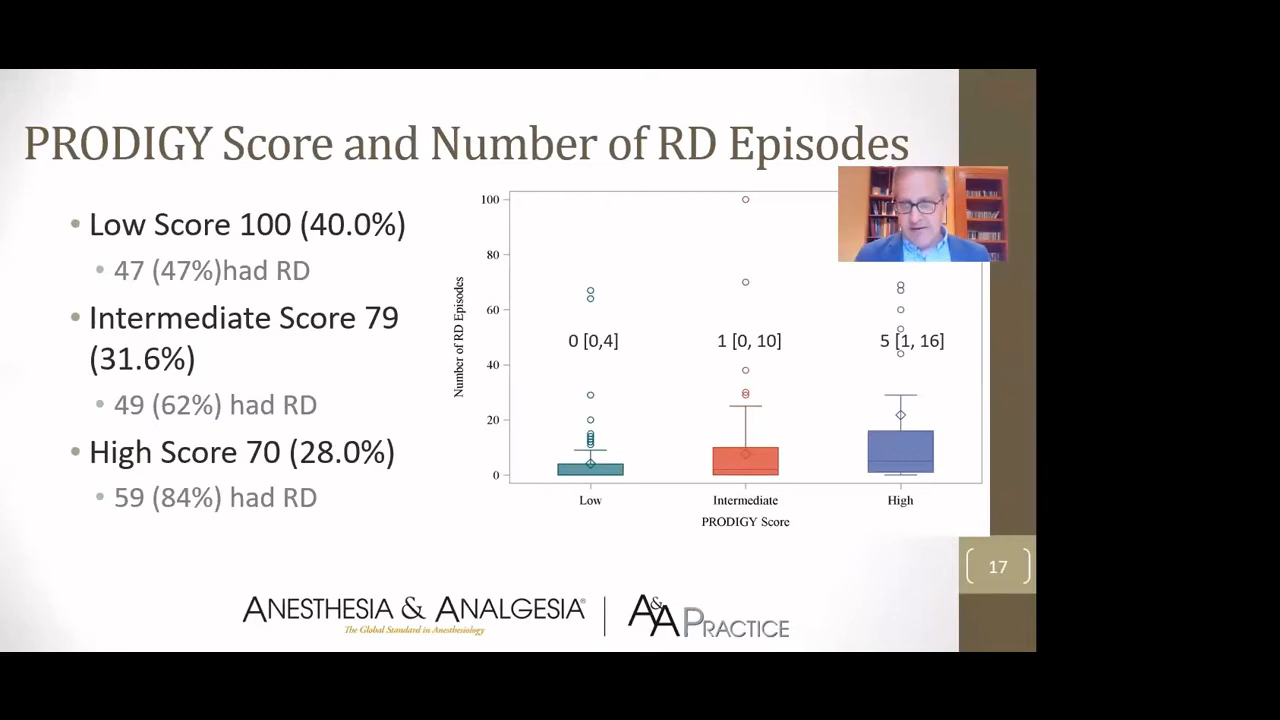 PRODIGY Score and Number of RD Episodes
• Low Score 100 (40.0%)
• 47 (47%)had RD
• Intermediate Score 79
(31.6%)
• 49 (62%) had RD
• High Score 70 (28.0%)
• 59 (84%) had RD
Number of RD Episodes
100
80
60
40
20
0
0 [0,4]
1 [0, 10]
5 [1, 16]
Low
Intermediate
High
PRODIGY Score
17
ANESTHESIA & ANALGESIA®
The Global Standard in Anesthesiology
A&A PRACTICE